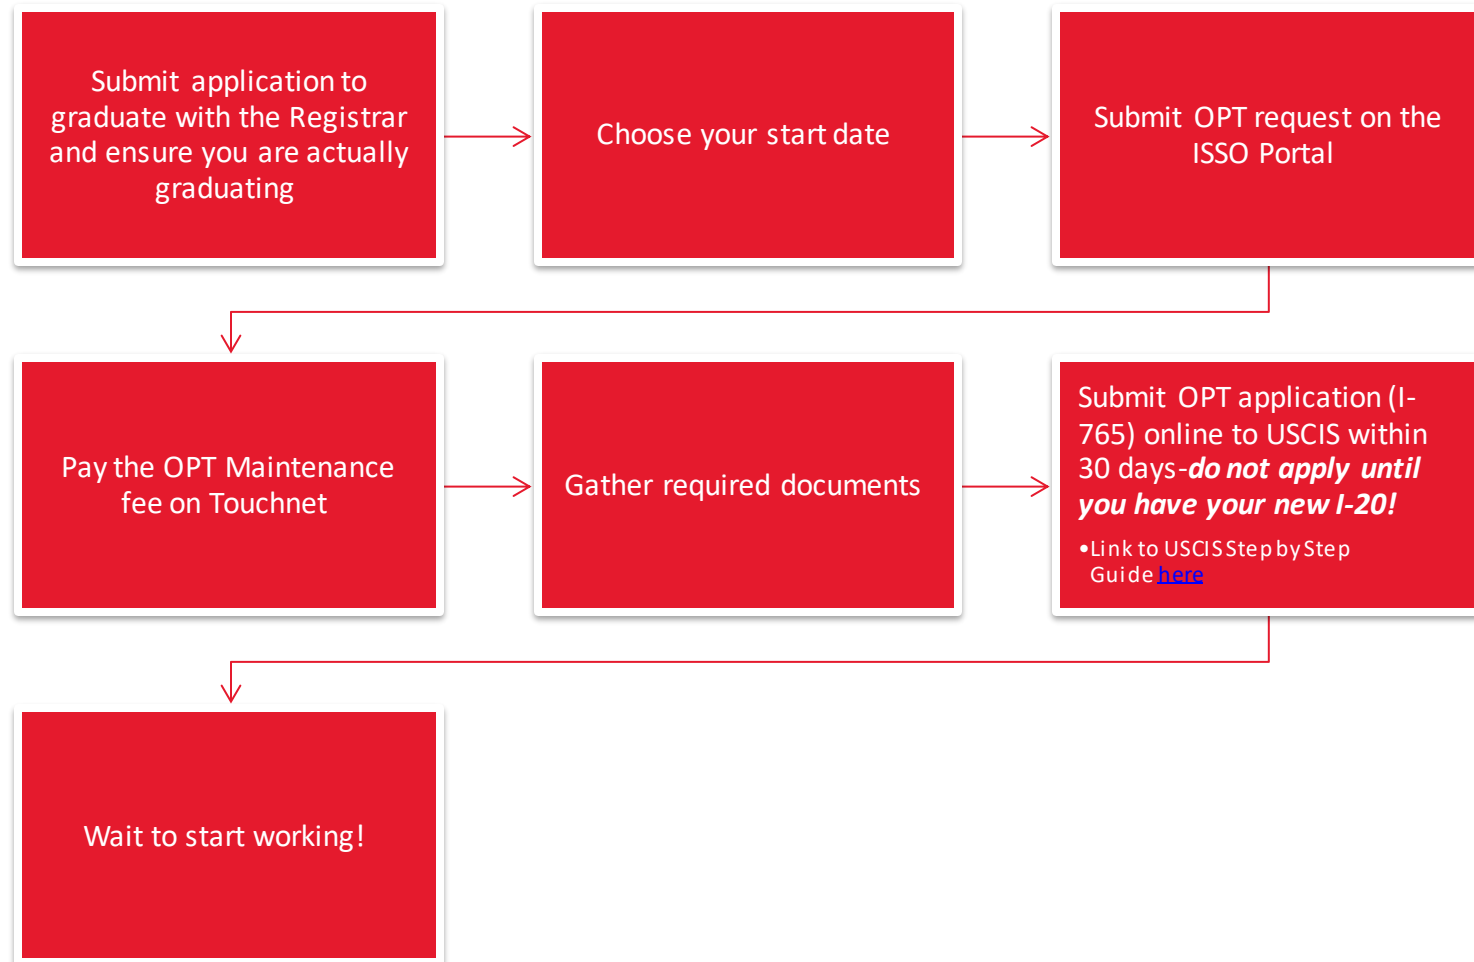 Submit application to
graduate with the Registrar
and ensure you are actually
graduating
Choose your start date
Submit OPT request on the
ISSO Portal
Pay the OPT Maintenance
fee on Touchnet
Gather required documents
Submit OPT application (I-
765) online to USCIS within
30 days-do not apply until
you have your new I-20!
•Link to USCIS Step by Step
Guide here
Wait to start working!